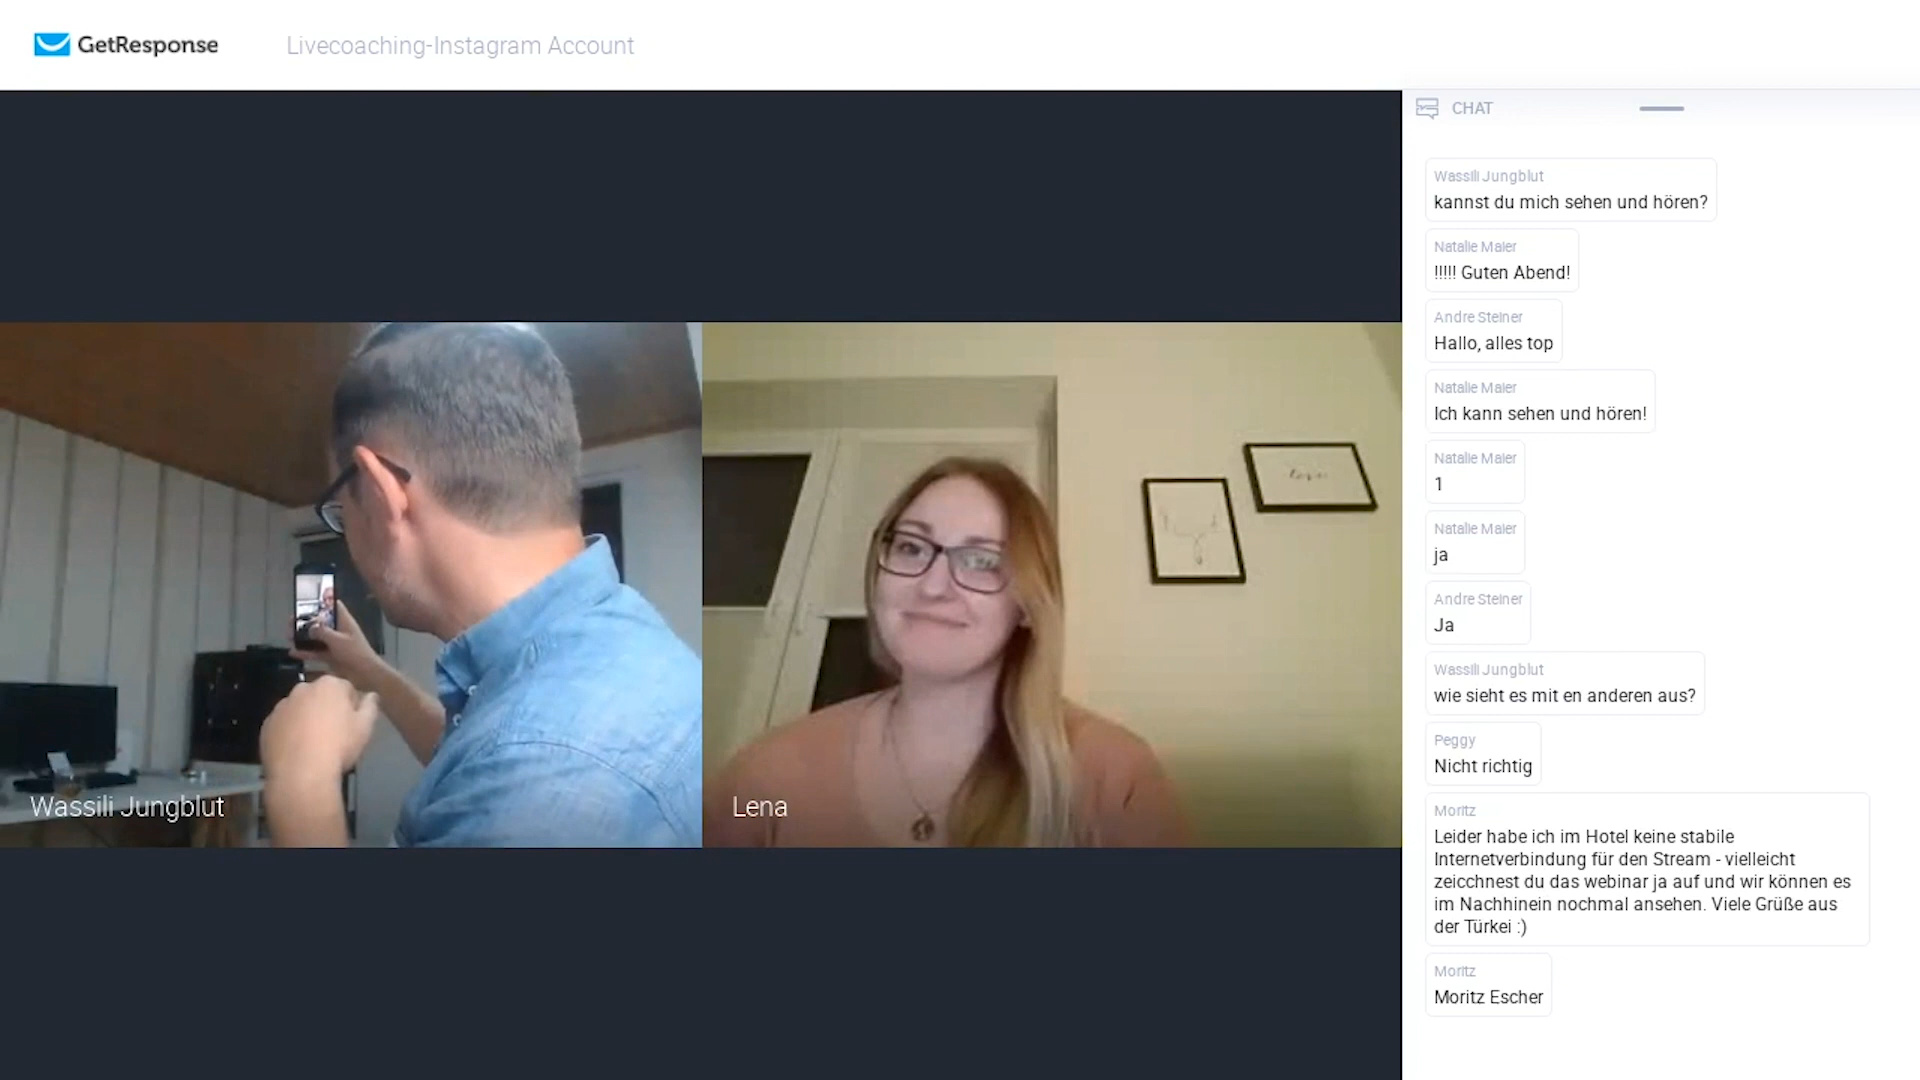 GetResponse
Livecoaching-Instagram Account
CHAT
Wassili Jungblut
kannst du mich sehen und hören?
Natalie Maier
!!!!! Guten Abend!
Andre Steiner
Hallo, alles top
Natalie Maier
Ich kann sehen und hören!
Natalie Maier
1
Natalie Maier
ja
Andre Steiner
Ja
Wassili Jungblut
wie sieht es mit en anderen aus?
Peggy
Nicht richtig
Moritz
Leider habe ich im Hotel keine stabile
Internetverbindung für den Stream - vielleicht
zeicchnest du das webinar ja auf und wir können es
im Nachhinein nochmal ansehen. Viele Grüße aus
der Türkei :)
Moritz
Moritz Escher
love
Wassili Jungblut
Lena